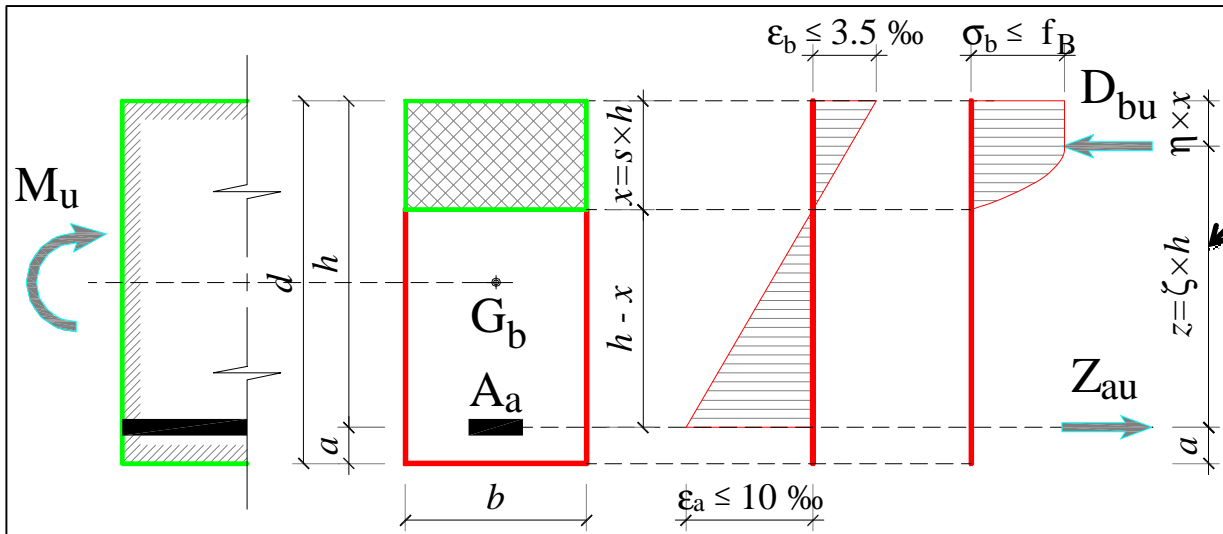 εb ≤ 3.5 ‰
σb ≤ fB
Dbu
η×x
x=s×h
Mu
h
d
Gb
h - x
z=ζ×h
Aa
Zau
a
a
b
εa ≤ 10 ‰